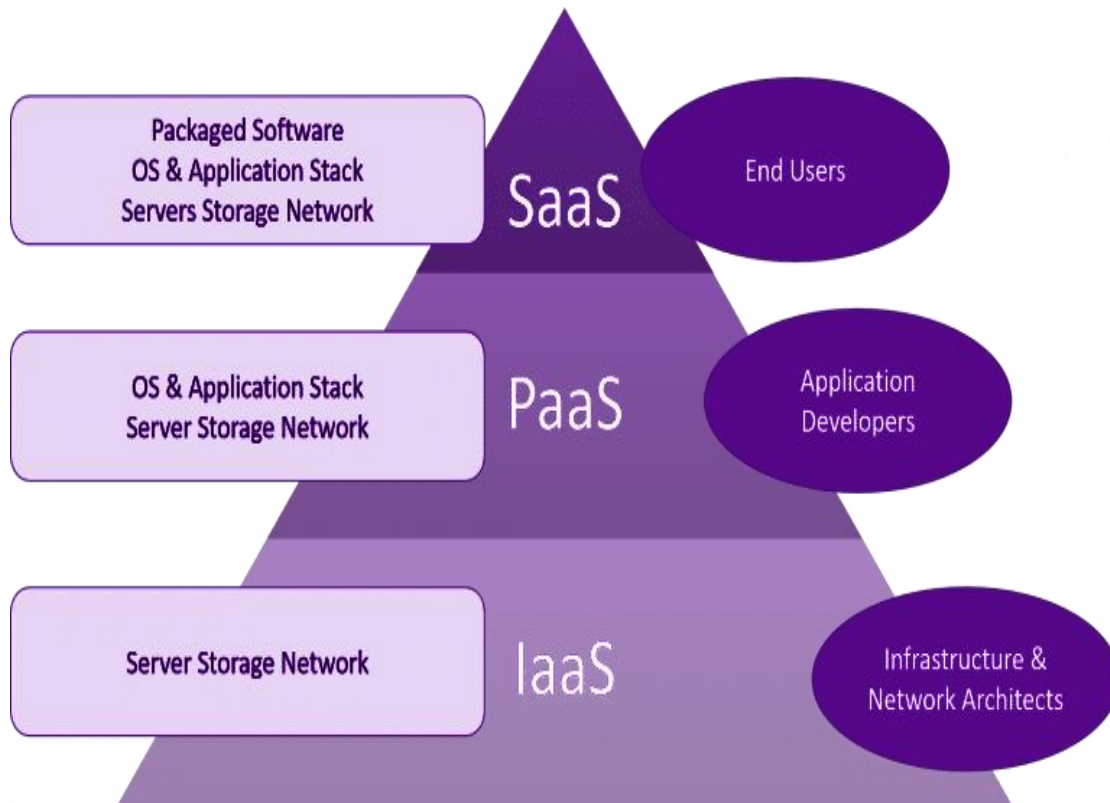 Packaged Software
OS & Application Stack
Servers Storage Network
SaaS
End Users
OS & Application Stack
Server Storage Network
PaaS
Application
Developers
Server Storage Network
IaaS
Infrastructure &
Network Architects